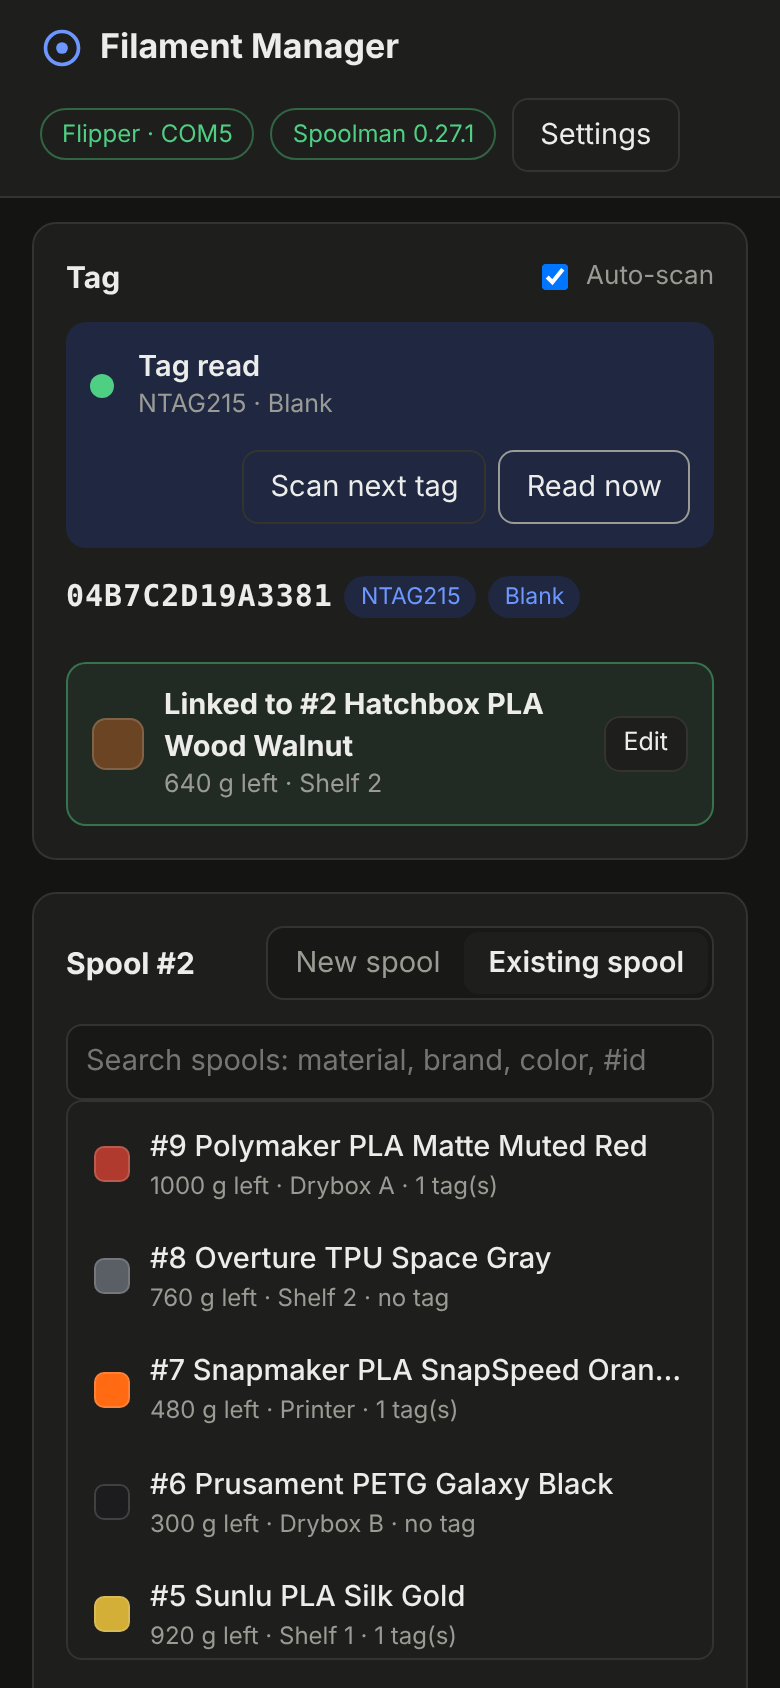 Filament Manager
Flipper · COM5
Spoolman 0.27.1
Settings
Tag
Auto-scan
Tag read
NTAG215 · Blank
Scan next tag
Read now
04B7C2D19A3381
NTAG215
Blank
Linked to #2 Hatchbox PLA
Wood Walnut
640 g left · Shelf 2
Edit
Spool #2
New spool
Existing spool
Search spools: material, brand, color, #id
#9 Polymaker PLA Matte Muted Red
1000 g left · Drybox A · 1 tag(s)
#8 Overture TPU Space Gray
760 g left · Shelf 2 · no tag
#7 Snapmaker PLA SnapSpeed Oran...
480 g left · Printer · 1 tag(s)
#6 Prusament PETG Galaxy Black
300 g left · Drybox B · no tag
#5 Sunlu PLA Silk Gold
920 g left · Shelf 1 · 1 tag(s)